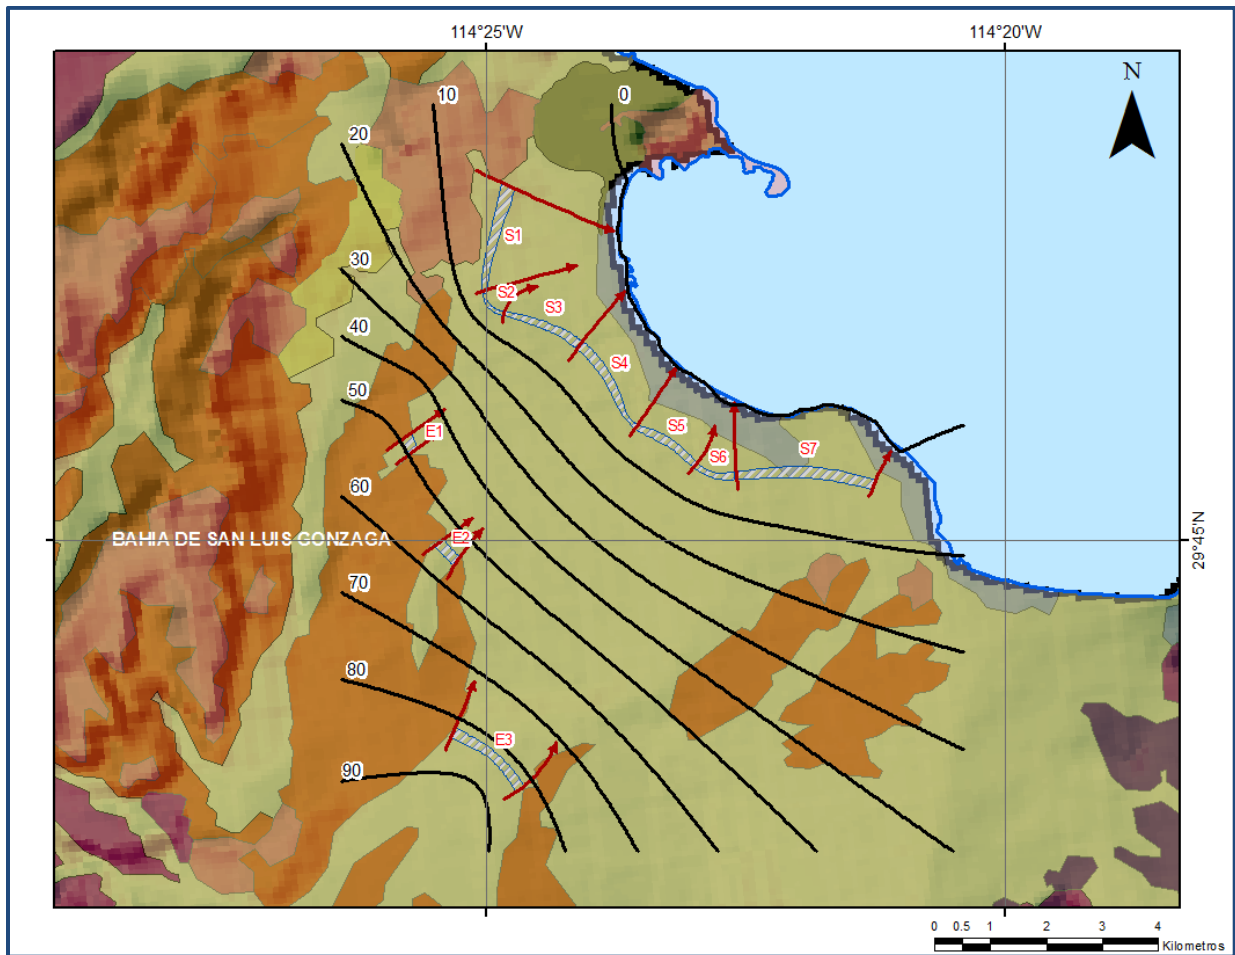 114°25'W
114°20'W
N
10
0
20
S1
30
S2
S3
40
S4
50
S5
E1
S7
S6
60
BAHIA DE SAN LUIS GONZAGA
E2
29°45'N
70
80
E3
90
0 0.5 1 2 3 4
Kilometros